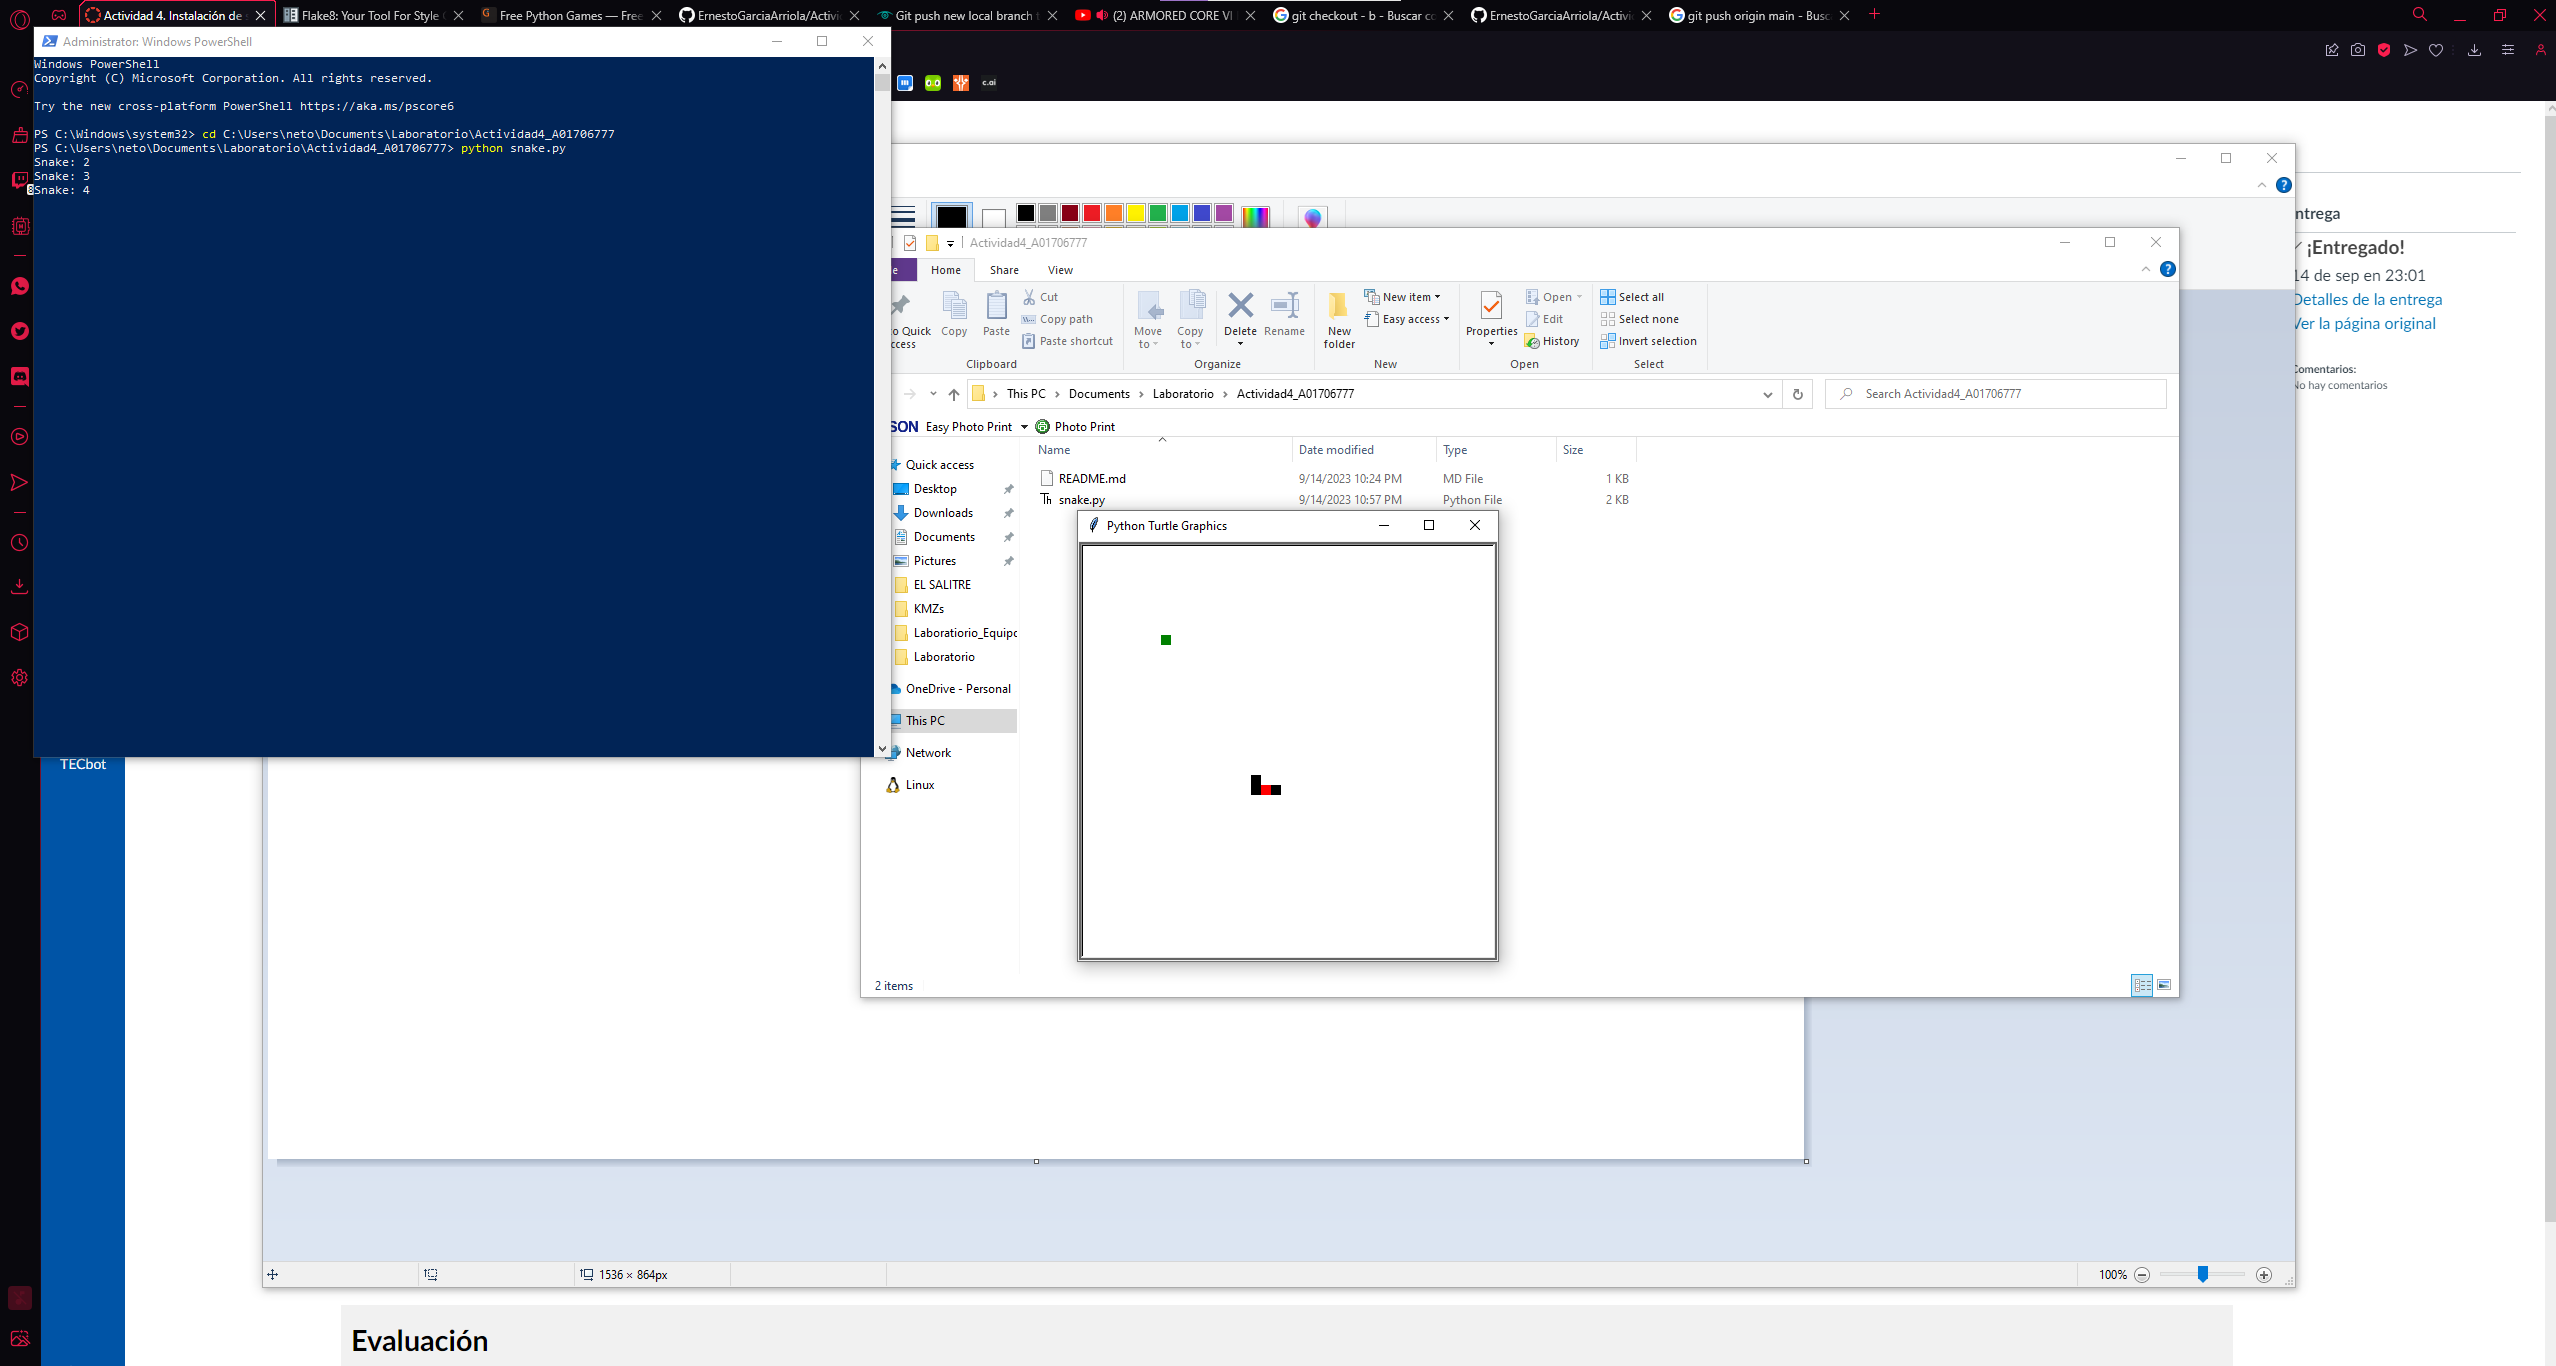 Actividad 4. Instalación de s
Flake8: Your Tool For Style
Free Python Games — Free
ErnestoGarciaArriola/Activi
Git push new local branch t
(2) ARMORED CORE VI
git checkout - b - Buscar co
ErnestoGarciaArriola/Activi
git push origin main - Busc
Administrator: Windows PowerShell
Windows PowerShell
Copyright (C) Microsoft Corporation. All rights reserved.
Try the new cross-platform PowerShell https://aka.ms/pscore6
PS C:\Windows\system32> cd C:\Users\neto\Documents\Laboratorio\Actividad4_A01706777
PS C:\Users\neto\Documents\Laboratorio\Actividad4_A01706777> python snake.py
Snake: 2
Snake: 3
Snake: 4
c.ai
ntrega
¡Entregado!
14 de sep en 23:01
Detalles de la entrega
Ver la página original
Comentarios:
No hay comentarios
Actividad4_A01706777
e
Home
Share
View
o Quick
ccess
Copy
Paste
Cut
Copy path
Paste shortcut
Clipboard
Move
to
Copy
to
Delete
Rename
Organize
New
folder
New item
Easy access
New
Properties
Open
Edit
History
Open
Select all
Select none
Invert selection
Select
This PC
Documents
Laboratorio
Actividad4_A01706777
Search Actividad4_A01706777
SON
Easy Photo Print
Photo Print
Name
Date modified
Type
Size
README.md
9/14/2023 10:24 PM
MD File
1 KB
snake.py
9/14/2023 10:57 PM
Python File
2 KB
Quick access
Desktop
Downloads
Documents
Pictures
EL SALITRE
KMZs
Laboratiorio_Equipo
Laboratorio
OneDrive - Personal
This PC
Network
Linux
Python Turtle Graphics
2 items
TECbot
1536 × 864px
100%
Evaluación